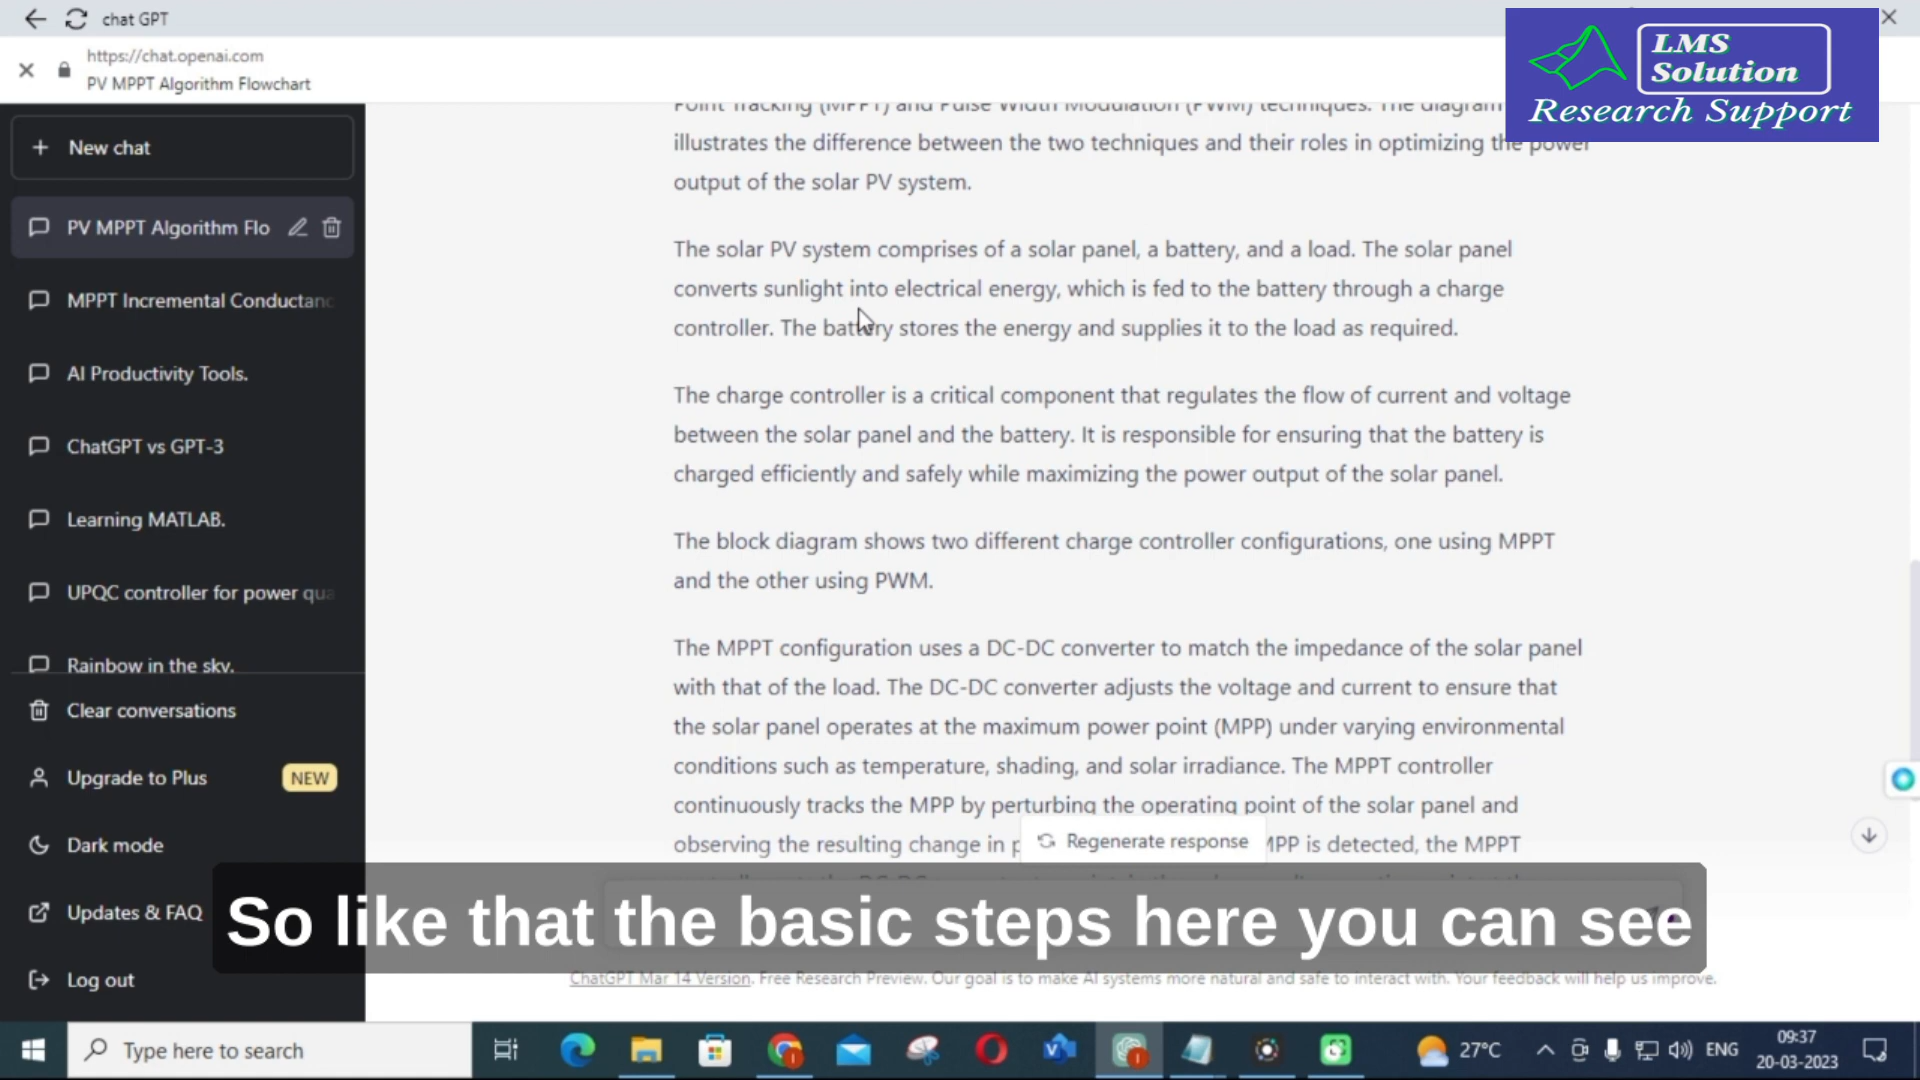 chat GPT
https://chat.openai.com
PV MPPT Algorithm Flowchart
LMS
Solution
Research Support
New chat
PV MPPT Algorithm Flo
MPPT Incremental Conductanc
AI Productivity Tools.
ChatGPT vs GPT-3
Learning MATLAB.
UPQC controller for power qua
Rainbow in the sky.
Clear conversations
Upgrade to Plus NEW
Dark mode
Updates & FAQ
Log out
Point Tracking (MPPT) and Pulse Width Modulation (PWM) techniques. The diagram
illustrates the difference between the two techniques and their roles in optimizing the power
output of the solar PV system.
The solar PV system comprises of a solar panel, a battery, and a load. The solar panel
converts sunlight into electrical energy, which is fed to the battery through a charge
controller. The battery stores the energy and supplies it to the load as required.
The charge controller is a critical component that regulates the flow of current and voltage
between the solar panel and the battery. It is responsible for ensuring that the battery is
charged efficiently and safely while maximizing the power output of the solar panel.
The block diagram shows two different charge controller configurations, one using MPPT
and the other using PWM.
The MPPT configuration uses a DC-DC converter to match the impedance of the solar panel
with that of the load. The DC-DC converter adjusts the voltage and current to ensure that
the solar panel operates at the maximum power point (MPP) under varying environmental
conditions such as temperature, shading, and solar irradiance. The MPPT controller
continuously tracks the MPP by perturbing the operating point of the solar panel and
observing the resulting change in p MPP is detected, the MPPT
Regenerate response
So like that the basic steps here you can see
ChatGPT Mar 14 Version. Free Research Preview. Our goal is to make AI systems more natural and safe to interact with. Your feedback will help us improve.
Type here to search
27°C
ENG
09:37
20-03-2023